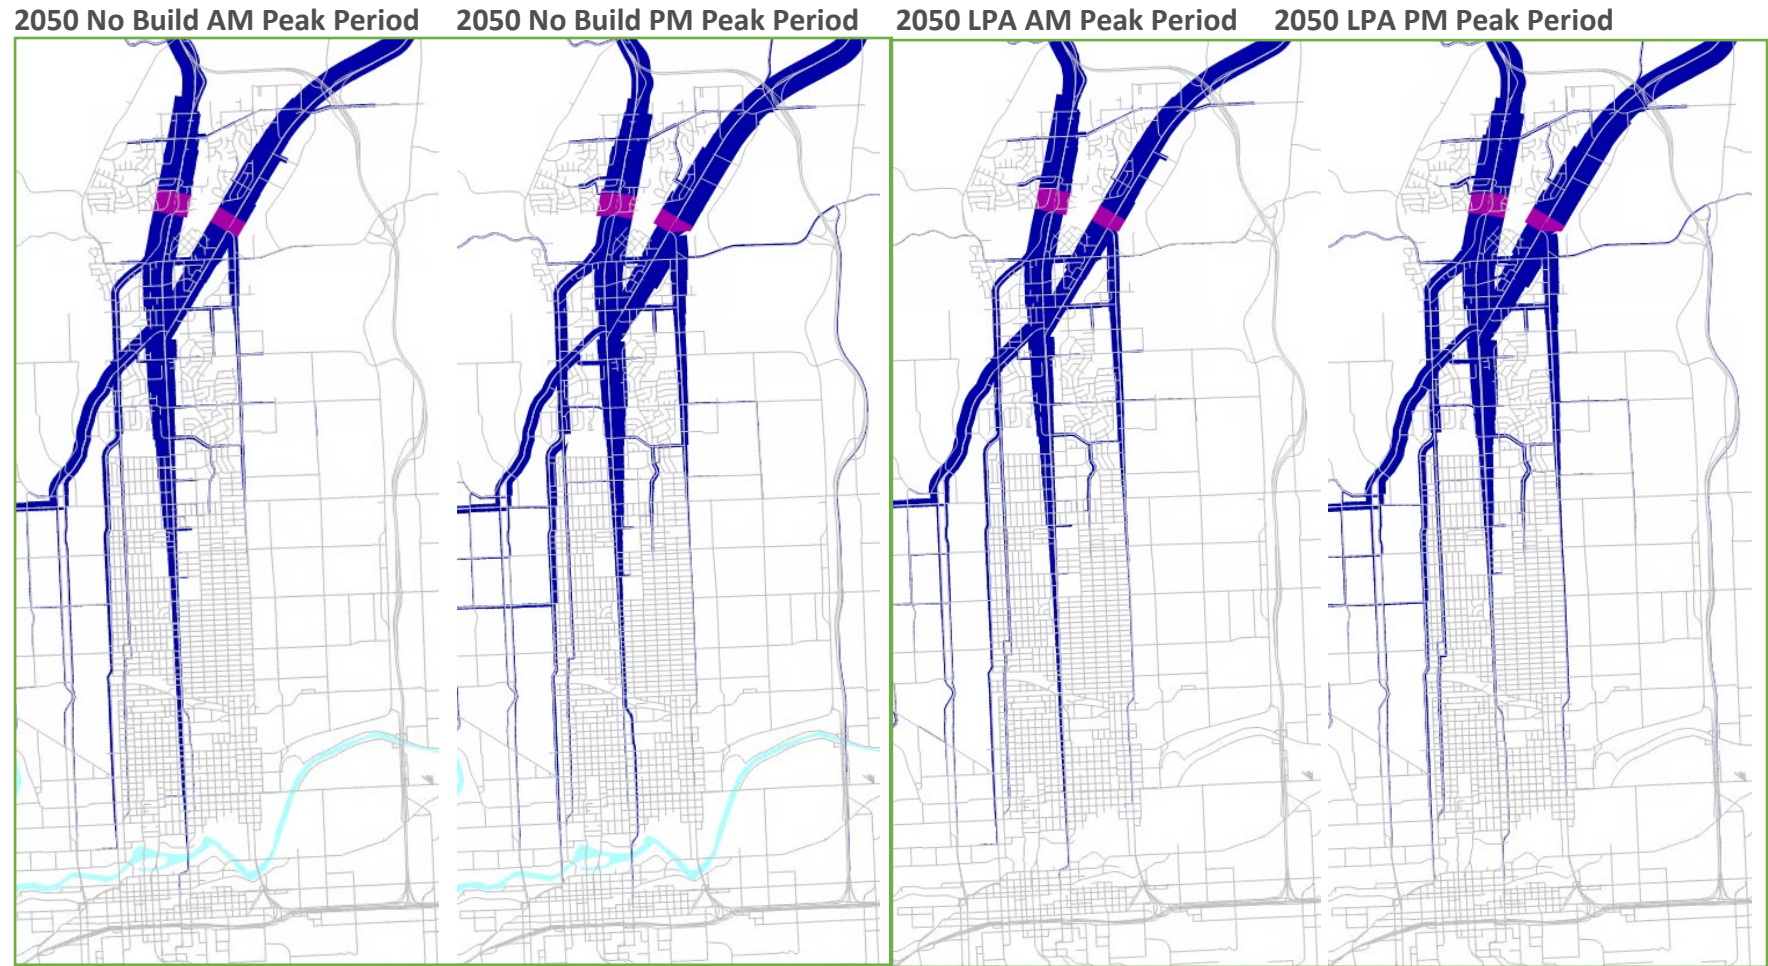 2050 No Build AM Peak Period
2050 No Build PM Peak Period
2050 LPA AM Peak Period
2050 LPA PM Peak Period